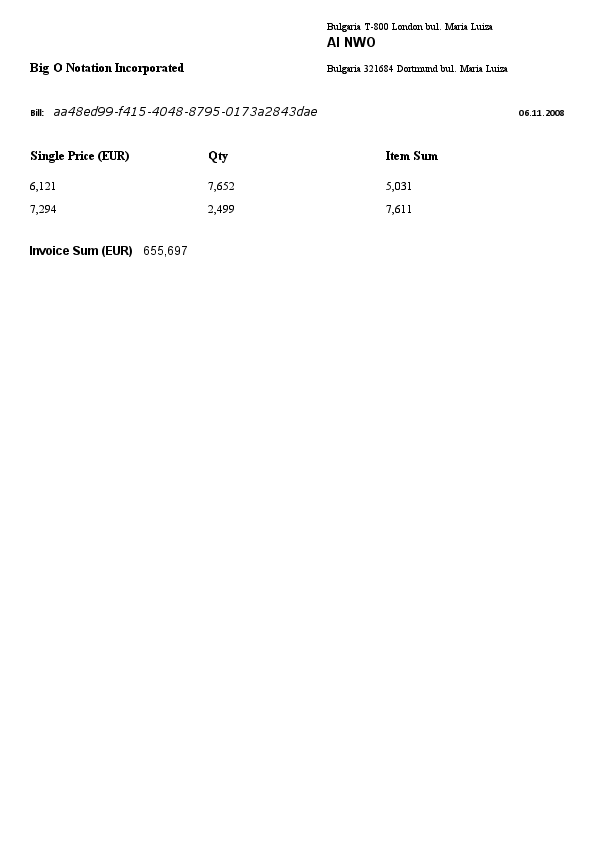 Bulgaria T-800 London bul. Maria Luiza
AI NWO
Big O Notation Incorporated
Bulgaria 321684 Dortmund bul. Maria Luiza
Bill: aa48ed99-f415-4048-8795-0173a2843dae 06.11.2008
Single Price (EUR) Qty Item Sum
6,121 7,652 5,031
7,294 2,499 7,611
Invoice Sum (EUR) 655,697